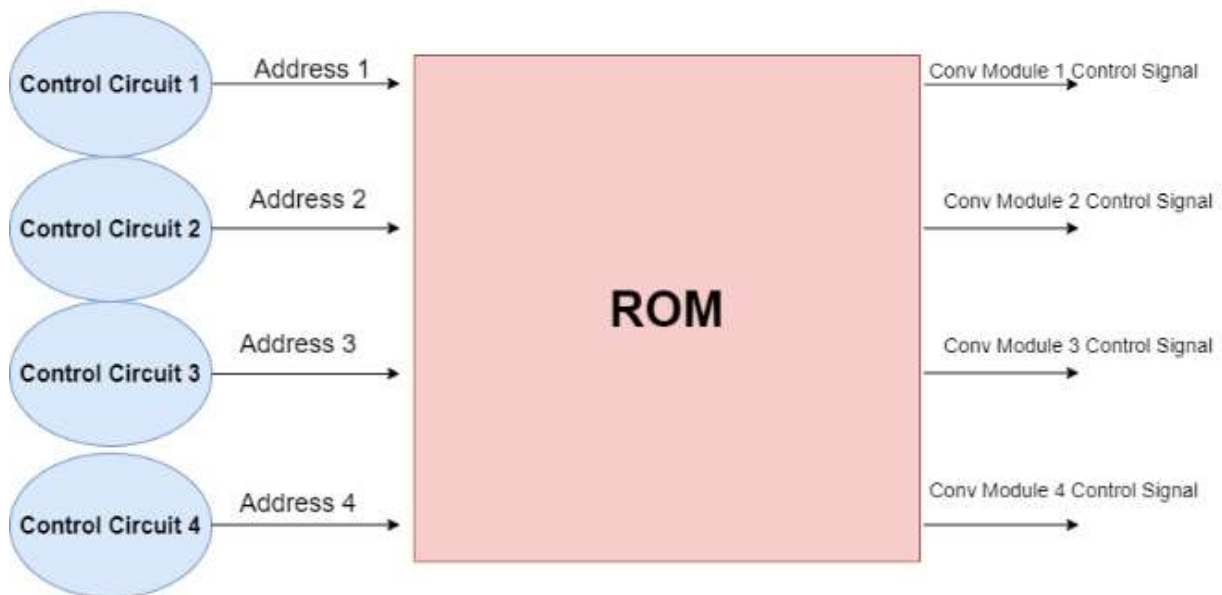 Control Circuit 1
Address 1
Conv Module 1 Control Signal
Control Circuit 2
Address 2
Conv Module 2 Control Signal
ROM
Control Circuit 3
Address 3
Conv Module 3 Control Signal
Control Circuit 4
Address 4
Conv Module 4 Control Signal